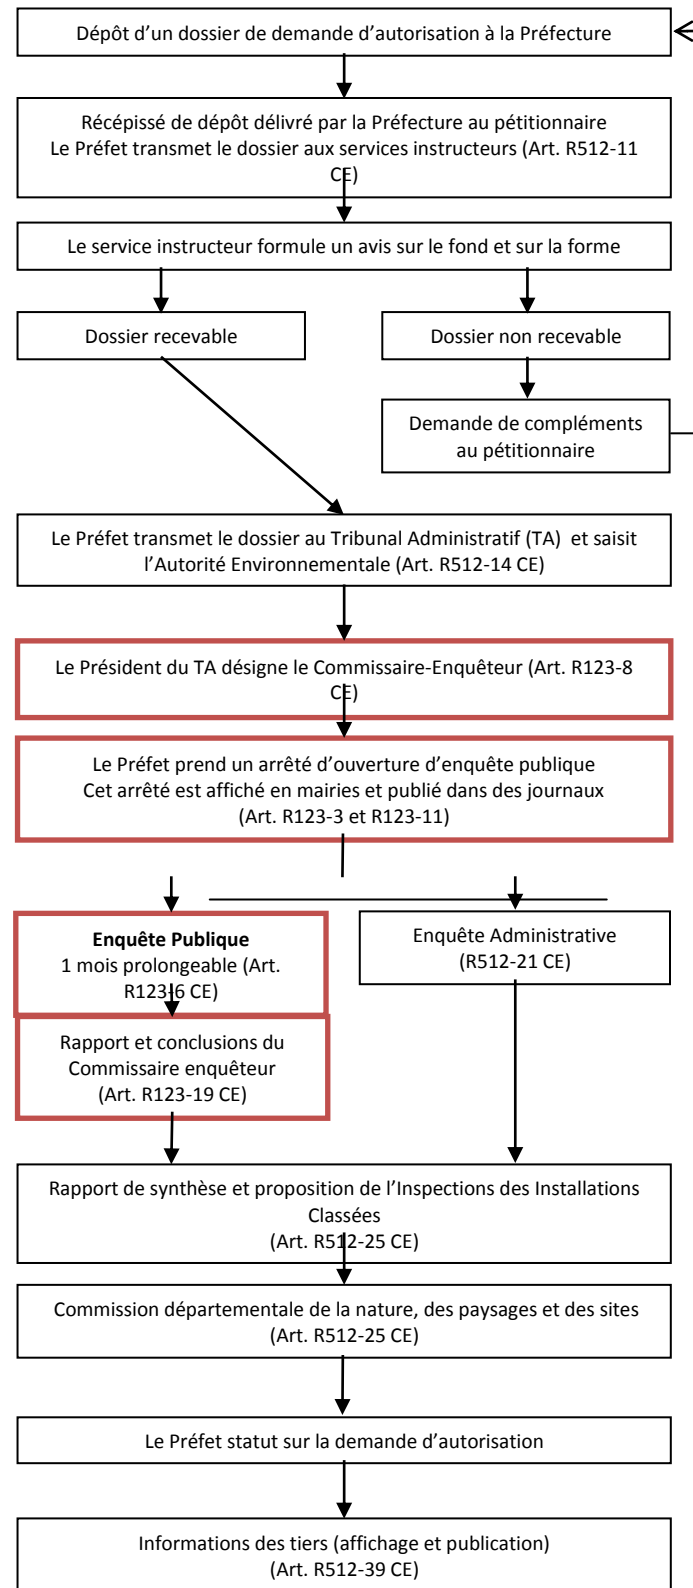 Dépôt d’un dossier de demande d’autorisation à la Préfecture
Récépissé de dépôt délivré par la Préfecture au pétitionnaire
Le Préfet transmet le dossier aux services instructeurs (Art. R512-11
CE)
Le service instructeur formule un avis sur le fond et sur la forme
Dossier recevable
Dossier non recevable
Demande de compléments
au pétitionnaire
Le Préfet transmet le dossier au Tribunal Administratif (TA) et saisit
l’Autorité Environnementale (Art. R512-14 CE)
Le Président du TA désigne le Commissaire-Enquêteur (Art. R123-8
CE)
Le Préfet prend un arrêté d’ouverture d’enquête publique
Cet arrêté est affiché en mairies et publié dans des journaux
(Art. R123-3 et R123-11)
Enquête Publique
1 mois prolongeable (Art.
R123-6 CE)
Enquête Administrative
(R512-21 CE)
Rapport et conclusions du
Commissaire enquêteur
(Art. R123-19 CE)
Rapport de synthèse et proposition de l’Inspections des Installations
Classées
(Art. R512-25 CE)
Commission départementale de la nature, des paysages et des sites
(Art. R512-25 CE)
Le Préfet statut sur la demande d’autorisation
Informations des tiers (affichage et publication)
(Art. R512-39 CE)